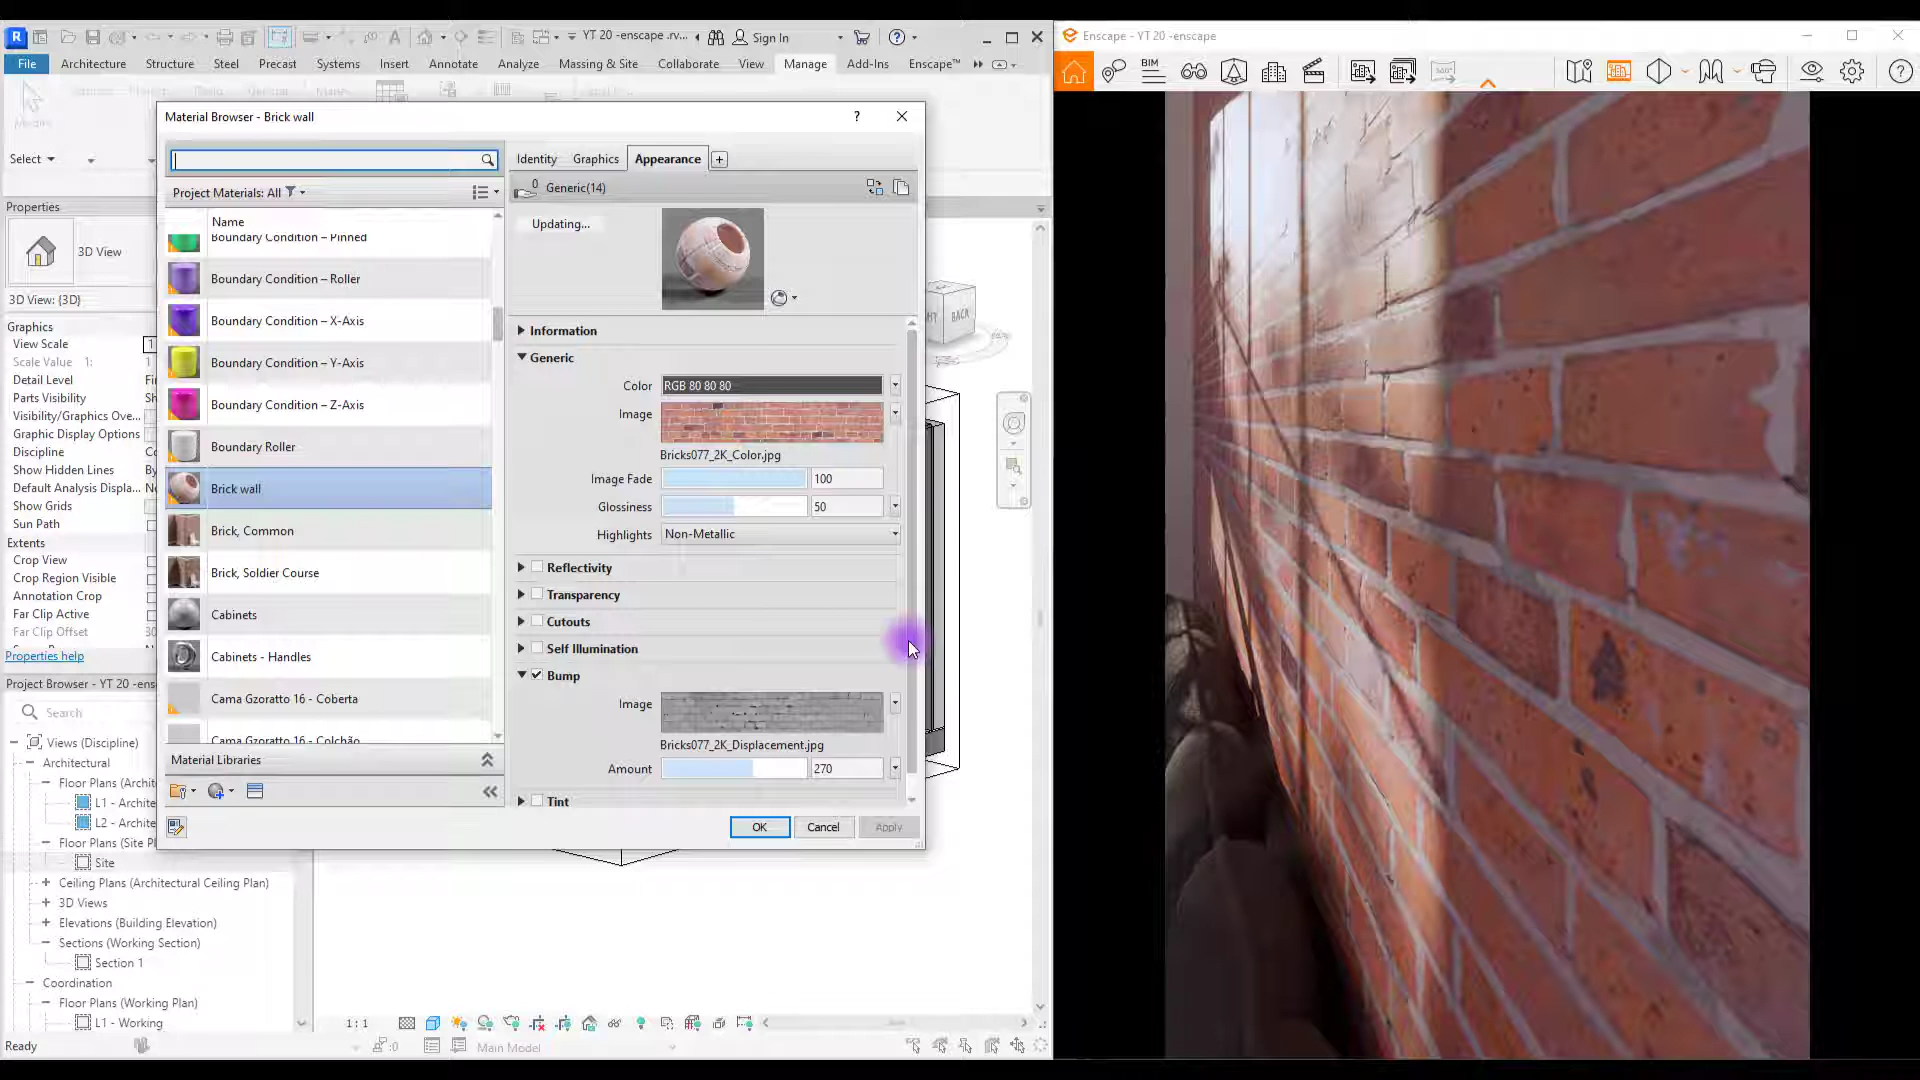 YT 20 -enscape .rv...
Sign In
File
Architecture
Structure
Steel
Precast
Systems
Insert
Annotate
Analyze
Massing & Site
Collaborate
View
Manage
Add-Ins
Enscape™
Select
Properties
3D View
3D View: {3D}
Graphics
View Scale
Scale Value 1:
Detail Level
Parts Visibility
Visibility/Graphics Ove...
Graphic Display Options
Discipline
Show Hidden Lines
Default Analysis Displa...
Show Grids
Sun Path
Extents
Crop View
Crop Region Visible
Annotation Crop
Far Clip Active
Far Clip Offset
Properties help
Project Browser - YT 20 -ens
Search
Views (Discipline)
Architectural
Floor Plans (Archite
L1 - Archite
L2 - Archite
Floor Plans (Site Pl
Site
Ceiling Plans (Architectural Ceiling Plan)
3D Views
Elevations (Building Elevation)
Sections (Working Section)
Section 1
Coordination
Floor Plans (Working Plan)
L1 - Working
Ready
1 : 1
:0
Main Model
Material Browser - Brick wall
?
Project Materials: All
Name
Boundary Condition – Pinned
Boundary Condition – Roller
Boundary Condition – X-Axis
Boundary Condition – Y-Axis
Boundary Condition – Z-Axis
Boundary Roller
Brick wall
Brick, Common
Brick, Soldier Course
Cabinets
Cabinets - Handles
Cama Gzoratto 16 - Coberta
Cama Gzoratto 16 - Colchão
Material Libraries
Identity
Graphics
Appearance
+
0
Generic(14)
Updating...
Information
Generic
Color
RGB 80 80 80
Image
Bricks077_2K_Color.jpg
Image Fade
100
Glossiness
50
Highlights
Non-Metallic
Reflectivity
Transparency
Cutouts
Self Illumination
Bump
Image
Bricks077_2K_Displacement.jpg
Amount
270
Tint
OK
Cancel
Apply
BACK
Enscape - YT 20 -enscape
BIM